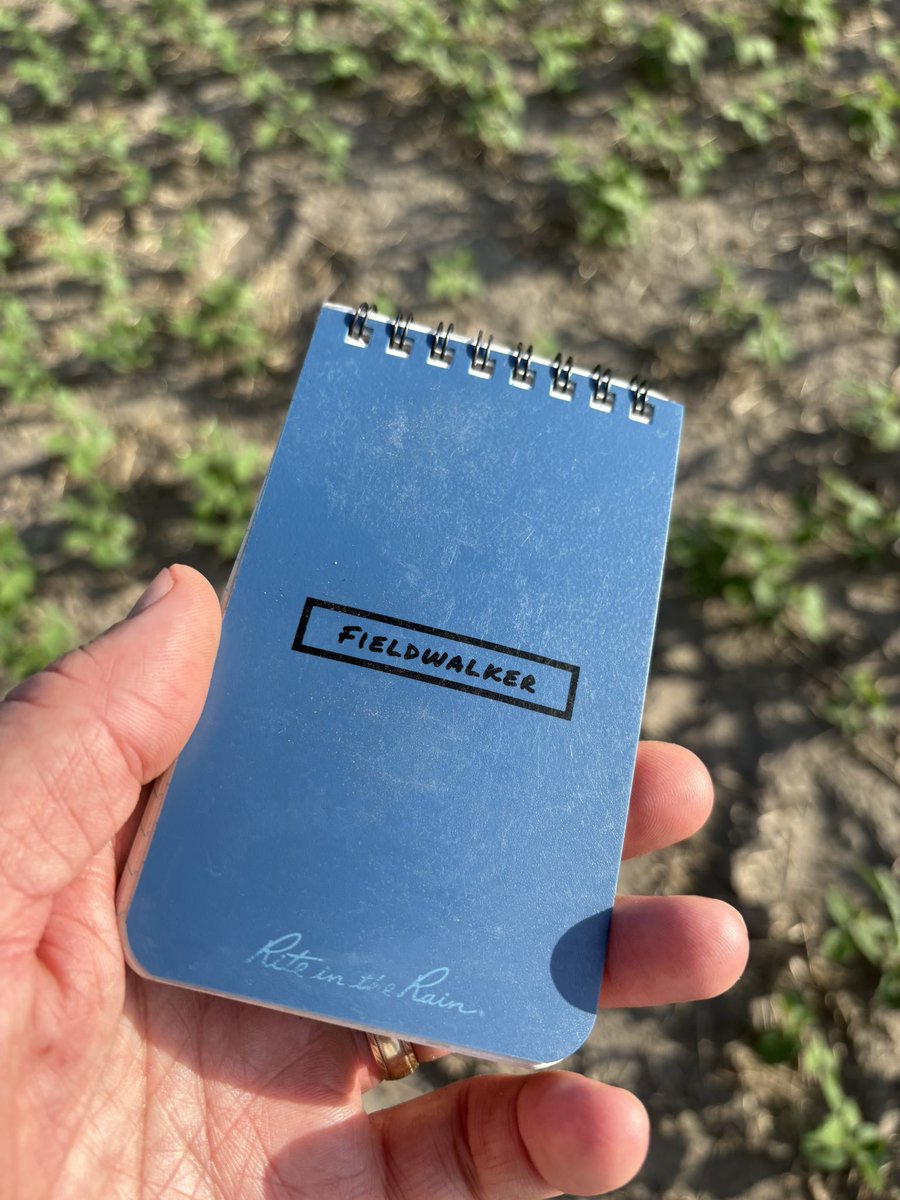 FIELDWALKER
Rite in the Rain.